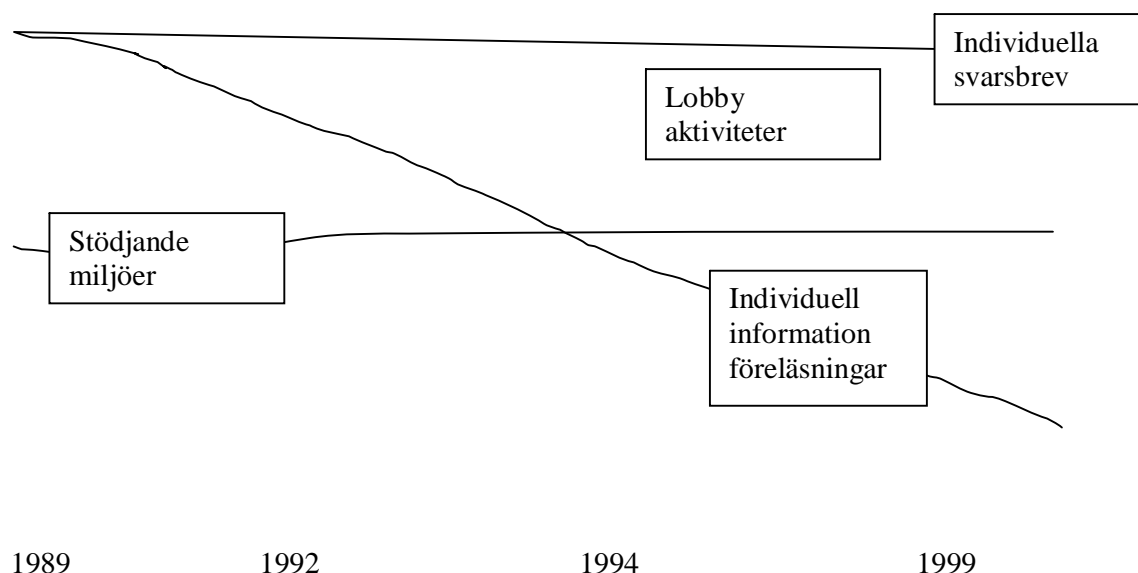 Individuella
svarsbrev
Lobby
aktiviteter
Stödjande
miljöer
Individuell
information
föreläsningar
1989 1992 1994 1999